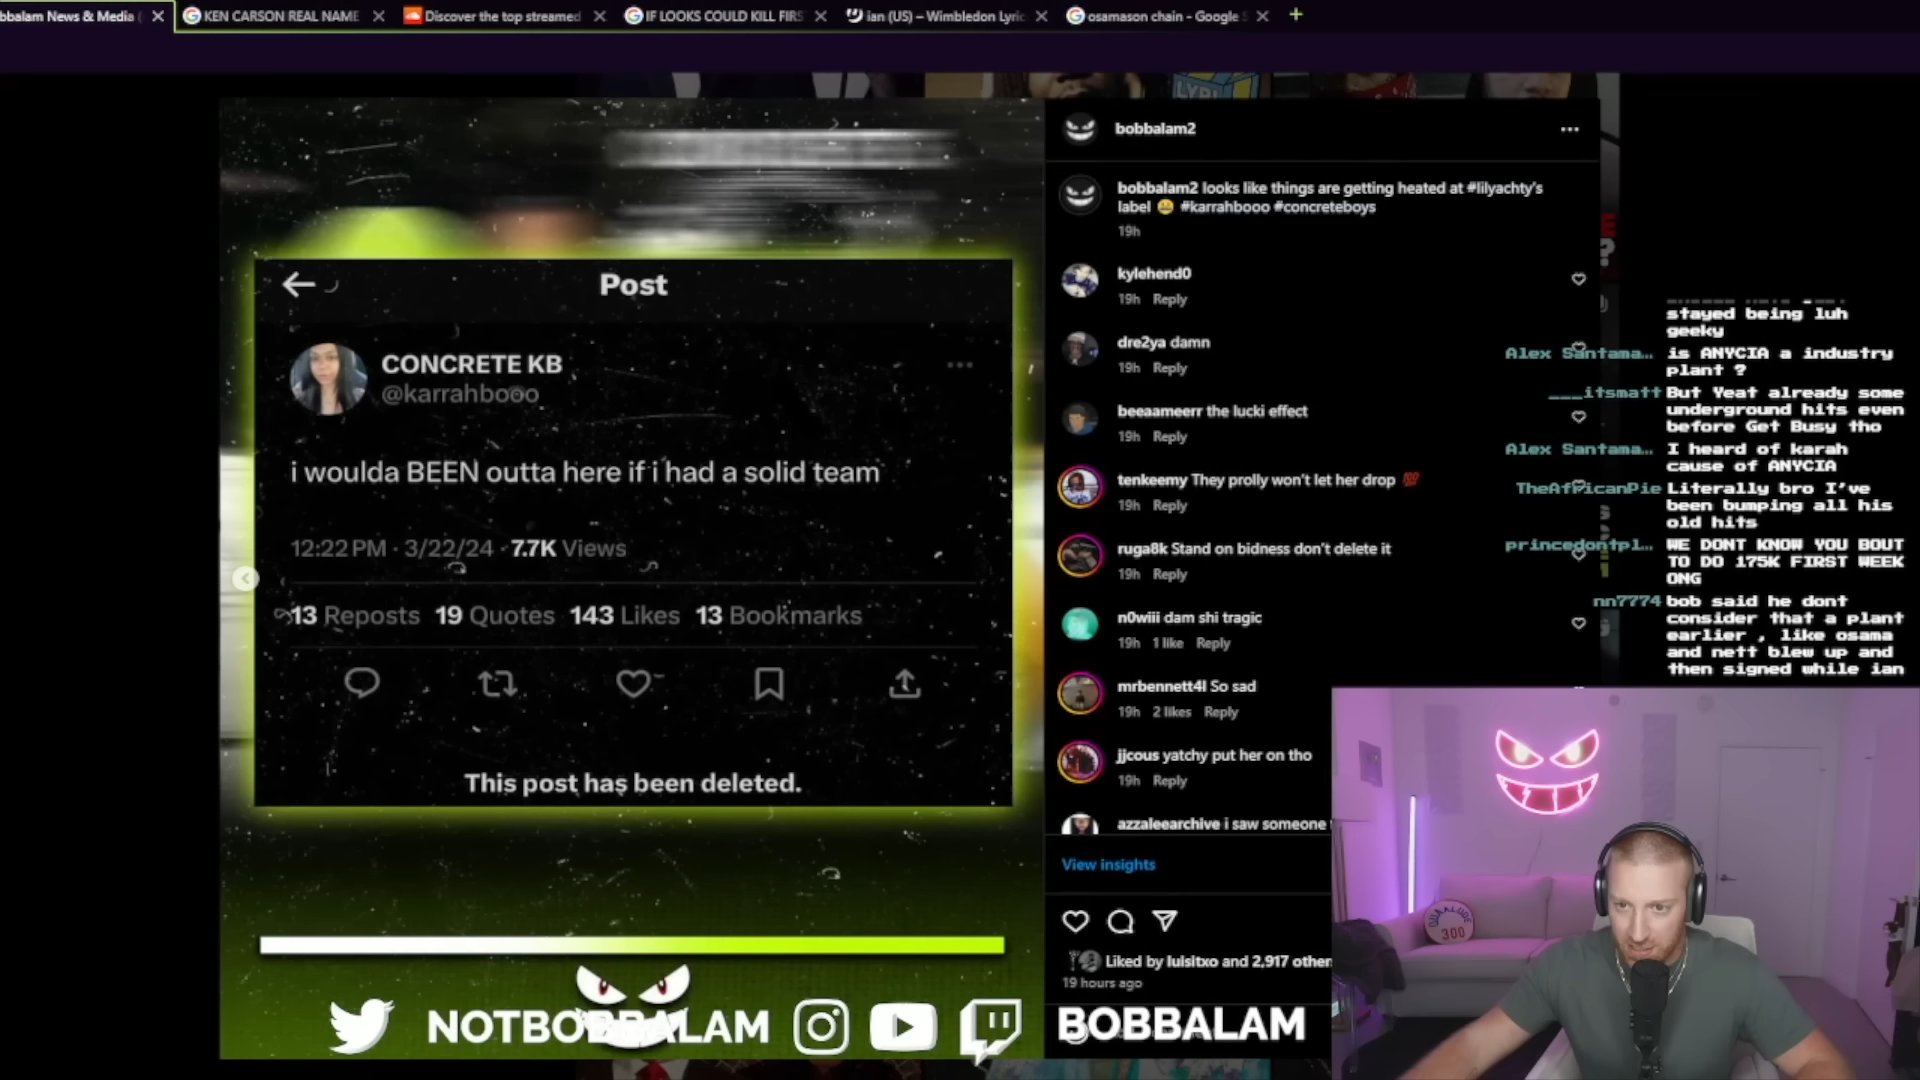 bbalam News & Media (
KEN CARSON REAL NAME
Discover the top streamed
IF LOOKS COULD KILL FIRS
ian (US) – Wimbledon Lyric
osamason chain - Google S
LYRI
Post
CONCRETE KB
@karrahbooo
i woulda BEEN outta here if i had a solid team
12:22 PM · 3/22/24 · 7.7K Views
13 Reposts 19 Quotes 143 Likes 13 Bookmarks
This post has been deleted.
NOTBOBBALAM
BOBBALAM
bobbalam2
bobbalam2 looks like things are getting heated at #lilyachty's
label 😬 #karrahbooo #concreteboys
19h
kylehend0
19h Reply
dre2ya damn
19h Reply
beeaameerr the lucki effect
19h Reply
tenkeemy They prolly won't let her drop 💯
19h Reply
ruga8k Stand on bidness don't delete it
19h Reply
n0wiii dam shi tragic
19h 1 like Reply
mrbennett4l So sad
19h 2 likes Reply
jjcous yatchy put her on tho
19h Reply
azzaleearchive i saw someone
View insights
Liked by luisitxo and 2,917 other
19 hours ago
stayed being luh
geeky
Alex Santama… is ANYCIA a industry
plant ?
___itsmatt But Yeat already some
underground hits even
before Get Busy tho
Alex Santama… I heard of karah
cause of ANYCIA
TheAfricanPie Literally bro I've
been bumping all his
old hits
princedontpl… WE DONT KNOW YOU BOUT
TO DO 175K FIRST WEEK
ONG
nn7774 bob said he dont
consider that a plant
earlier , like osama
and nett blew up and
then signed while ian
QUAALUDE
300